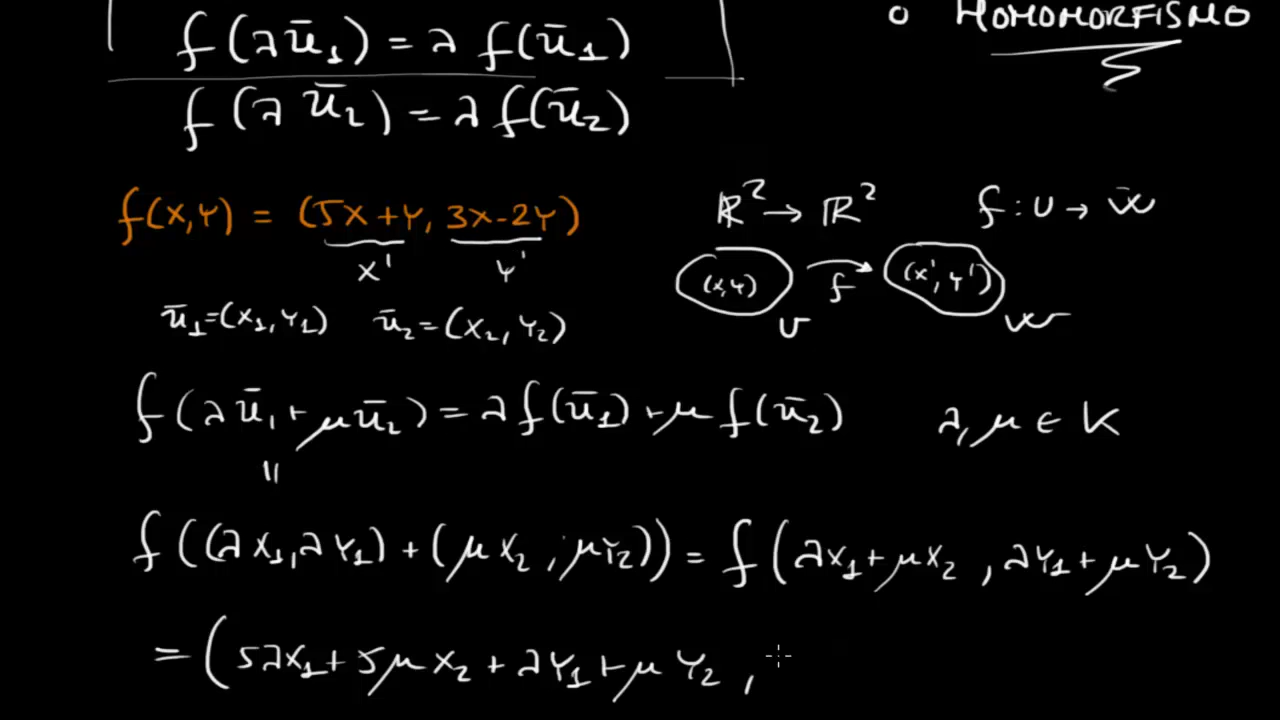 f(λū₁) = λ f(ū₁)
o HOMOMORFISMO
f(λ ū₂) = λ f(ū₂)
f(x,y) = (5x+y, 3x-2y)
x' y'
ℝ² → ℝ² f : U → W̄
(x,y) f (x', y')
U W
ū₁=(x₁,y₁) ū₂=(x₂,y₂)
f(λū₁+μū₂) = λf(ū₁)+μf(ū₂) λ,μ ∈ K
||
f((λx₁,λy₁)+(μx₂,μy₂)) = f(λx₁+μx₂, λy₁+μy₂)
= (5λx₁+5μx₂+λy₁+μy₂,